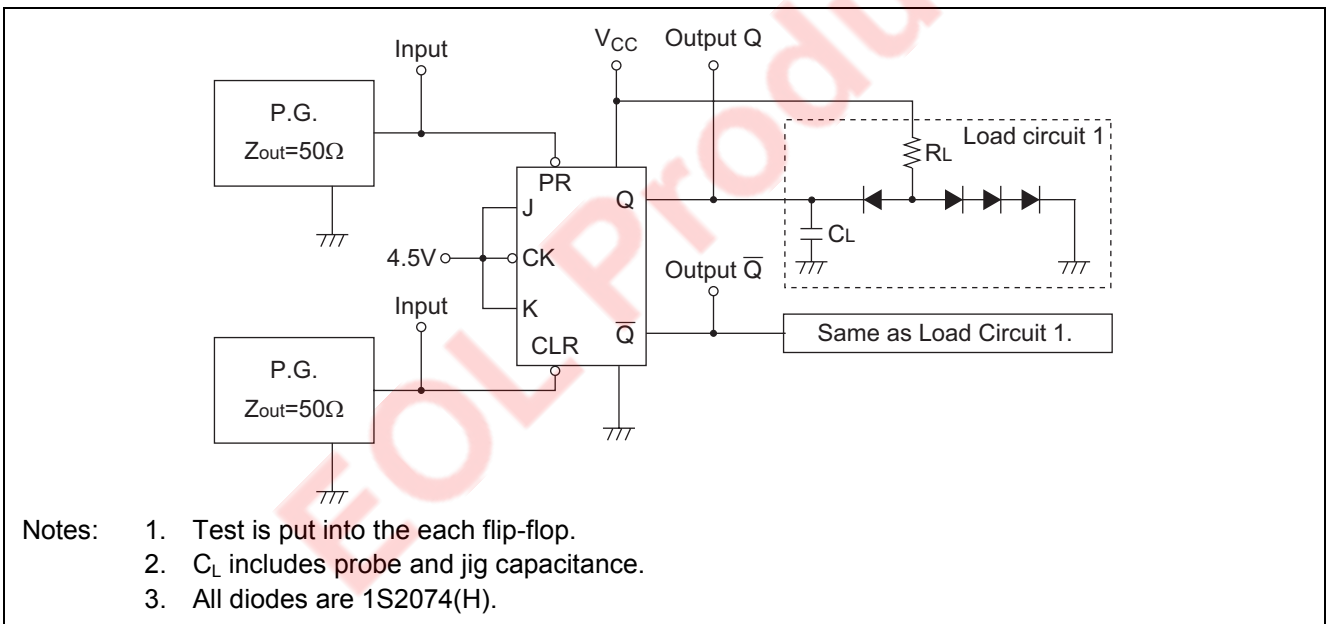 Input
VCC
Output Q
P.G.
Zout=50Ω
Load circuit 1
RL
PR
J
Q
4.5V
CK
CL
Output Q̅
Input
K
Q̅
Same as Load Circuit 1.
CLR
P.G.
Zout=50Ω
Notes: 1. Test is put into the each flip-flop.
2. CL includes probe and jig capacitance.
3. All diodes are 1S2074(H).
EOL Produ